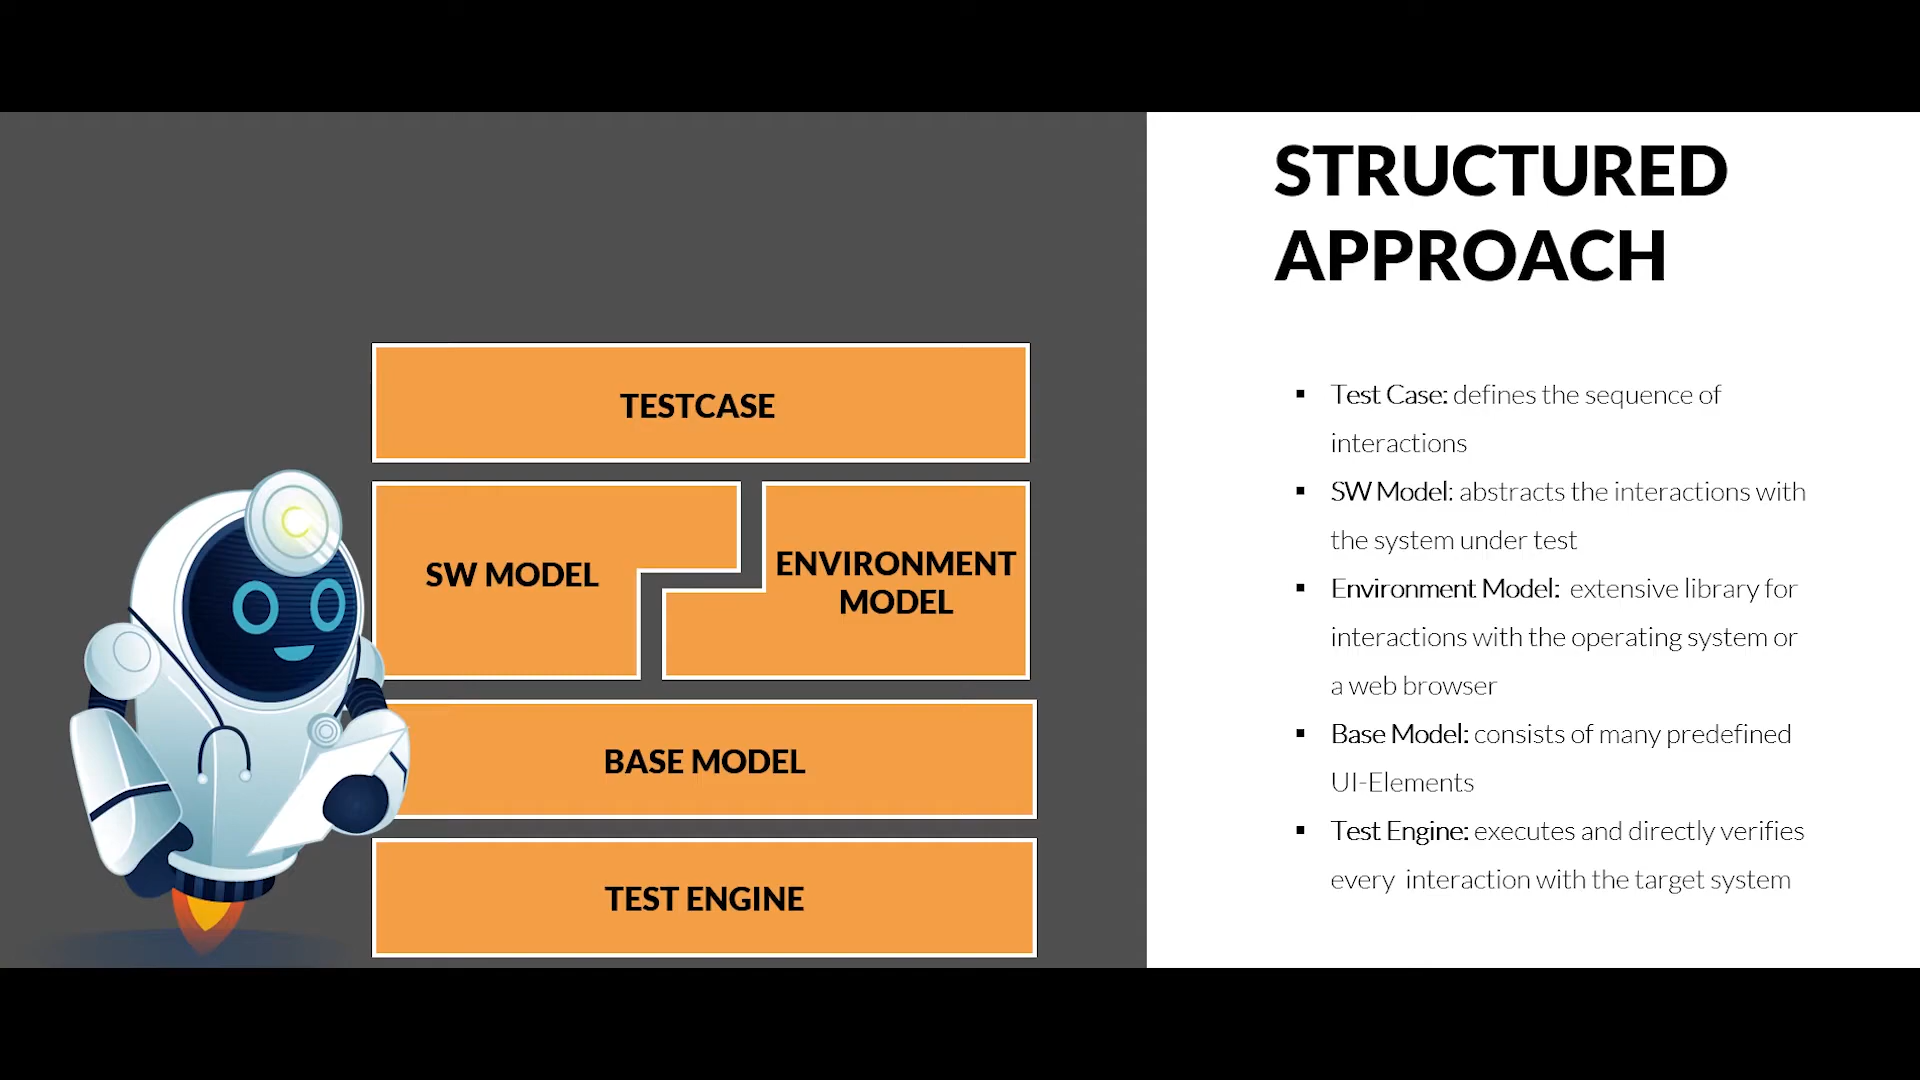 STRUCTURED
APPROACH
TESTCASE
SW MODEL
ENVIRONMENT
MODEL
BASE MODEL
TEST ENGINE
▪ Test Case: defines the sequence of
interactions
▪ SW Model: abstracts the interactions with
the system under test
▪ Environment Model: extensive library for
interactions with the operating system or
a web browser
▪ Base Model: consists of many predefined
UI-Elements
▪ Test Engine: executes and directly verifies
every interaction with the target system